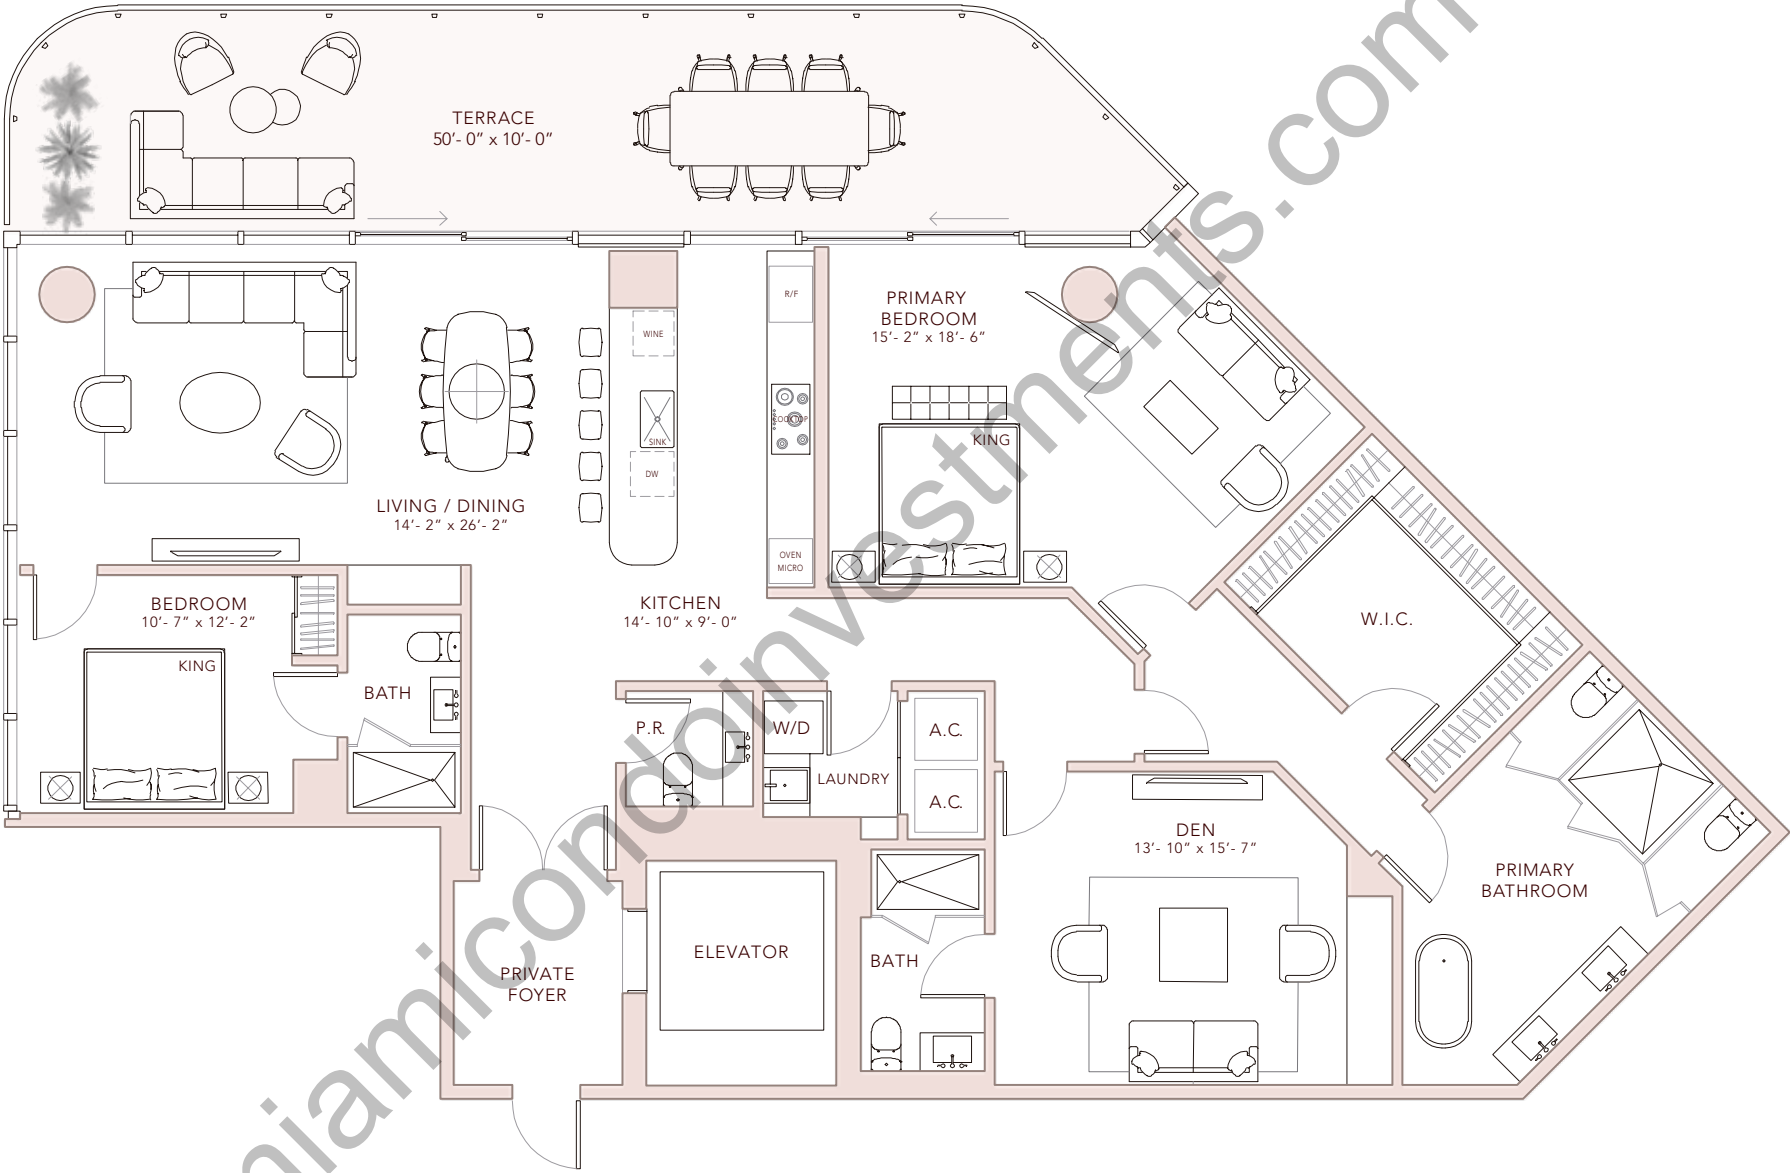 TERRACE
50'- 0" x 10'- 0"
R/F
PRIMARY
BEDROOM
15'- 2" x 18'- 6"
WINE
COOKTOP
SINK
KING
DW
LIVING / DINING
14'- 2" x 26'- 2"
OVEN
MICRO
BEDROOM
10'- 7" x 12'- 2"
KITCHEN
14'- 10" x 9'- 0"
W.I.C.
KING
BATH
P.R.
W/D
A.C.
LAUNDRY
A.C.
DEN
13'- 10" x 15'- 7"
PRIMARY
BATHROOM
ELEVATOR
BATH
PRIVATE
FOYER
miamicondoinvestments.com